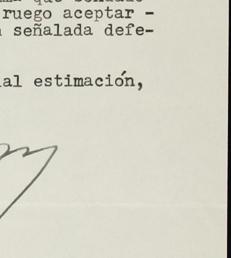 ruego aceptar -
señalada defe-
al estimación,